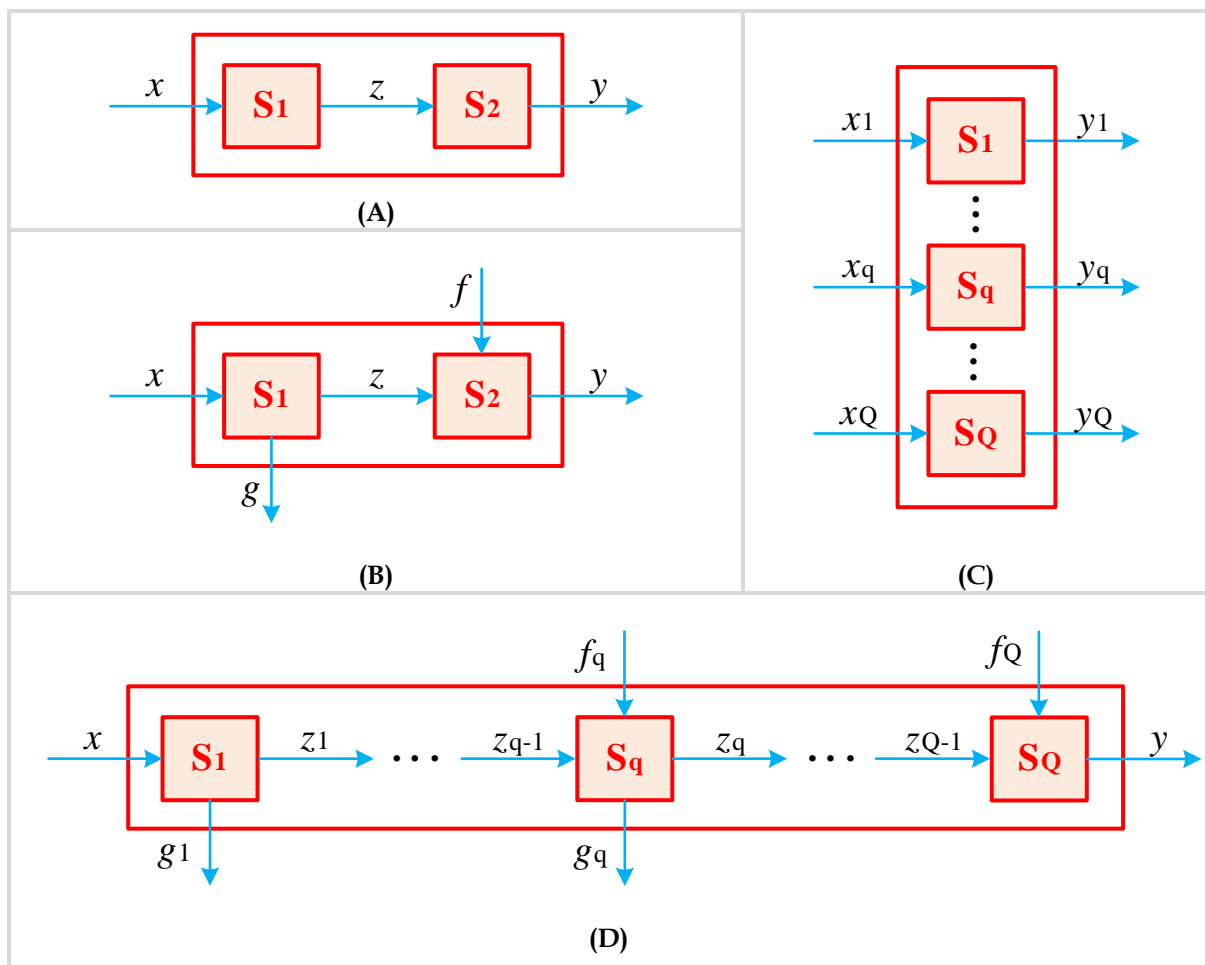 x S1 z S2 y
(A)
f
x S1 z S2 y
g
(B)
x1 S1 y1
xq Sq yq
xQ SQ yQ
(C)
fq fQ
x S1 z1 ... zq-1 Sq zq ... zQ-1 SQ y
g1 gq
(D)